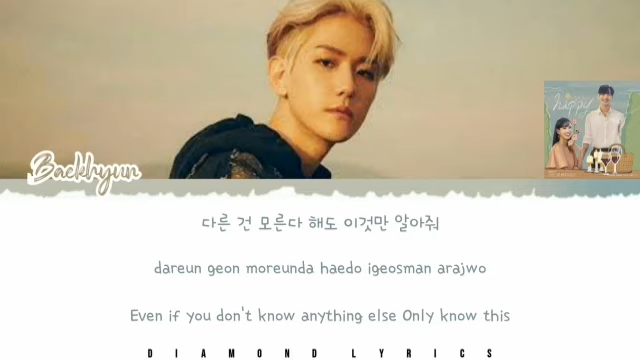 happy
Baekhyun
다른 건 모른다 해도 이것만 알아줘
dareun geon moreunda haedo igeosman arajwo
Even if you don't know anything else Only know this
DIAMOND LYRICS